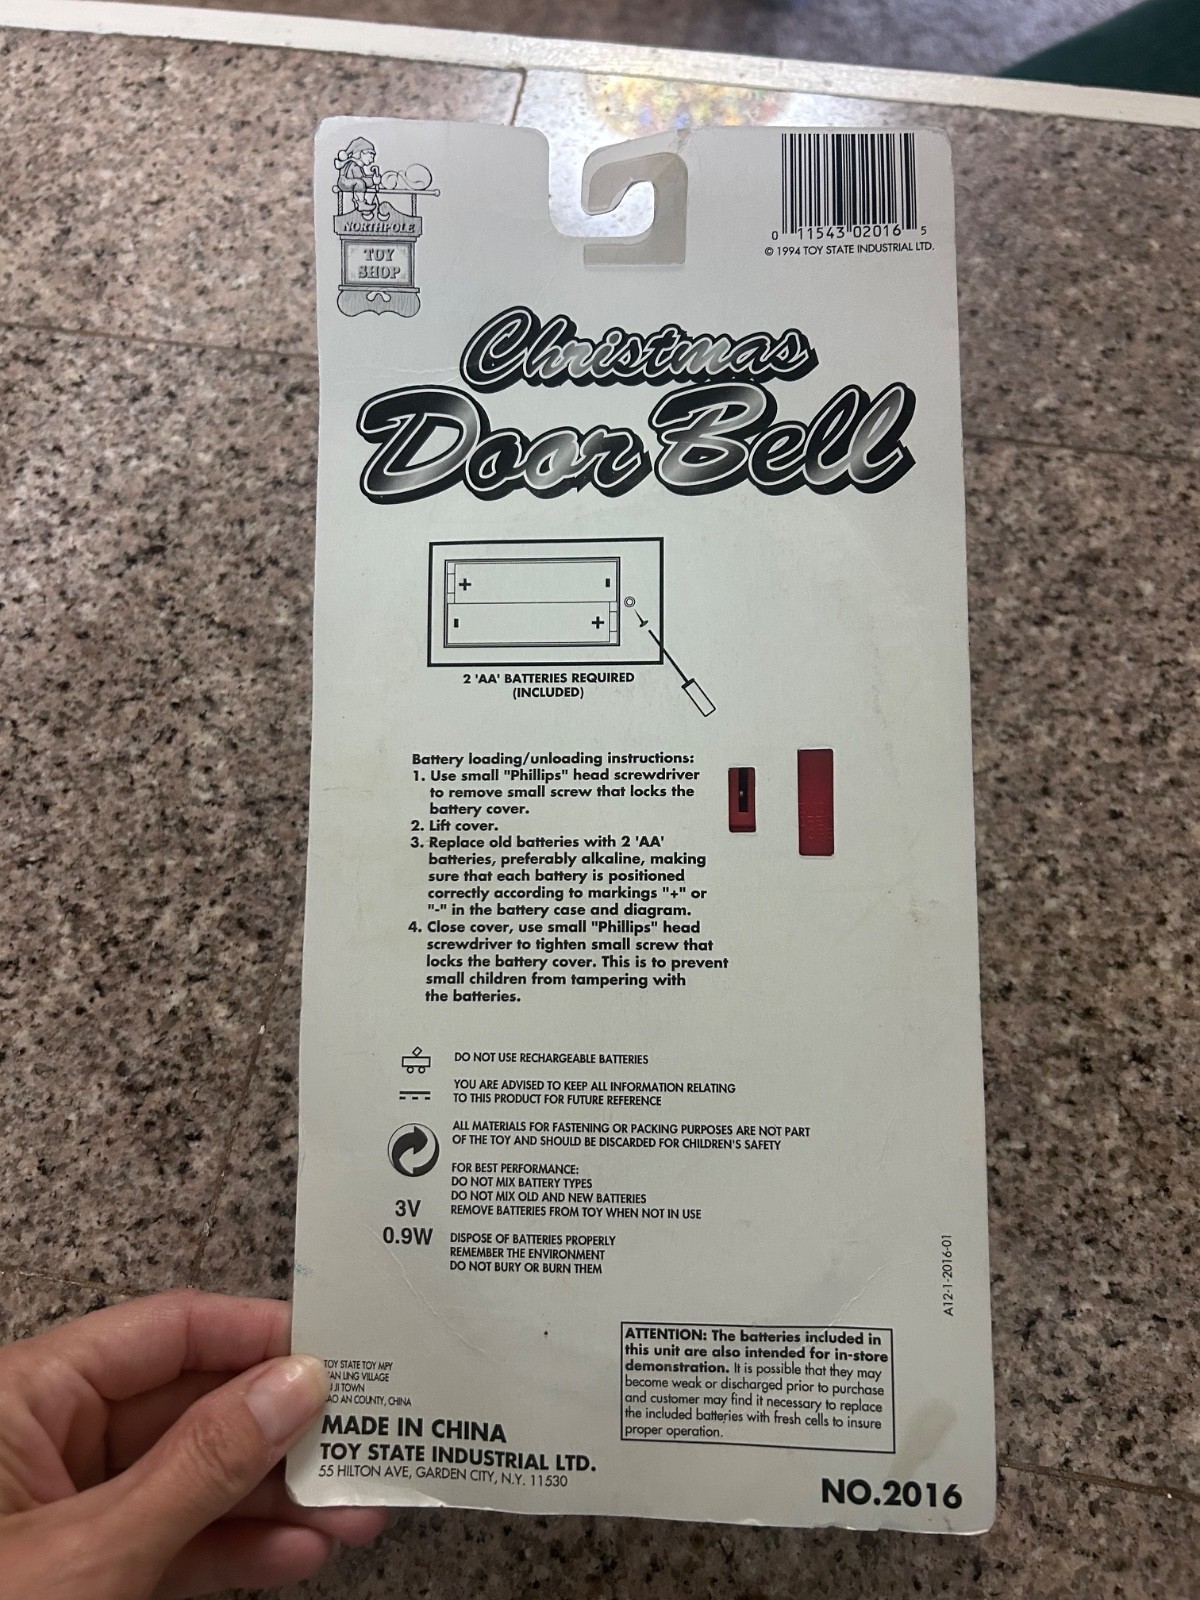 NORTHPOLE
TOY
SHOP
0 11543 02016 5
© 1994 TOY STATE INDUSTRIAL LTD.
Christmas
Door Bell
+ -
- +
2 'AA' BATTERIES REQUIRED
(INCLUDED)
Battery loading/unloading instructions:
1. Use small "Phillips" head screwdriver
to remove small screw that locks the
battery cover.
2. Lift cover.
3. Replace old batteries with 2 'AA'
batteries, preferably alkaline, making
sure that each battery is positioned
correctly according to markings "+" or
"-" in the battery case and diagram.
4. Close cover, use small "Phillips" head
screwdriver to tighten small screw that
locks the battery cover. This is to prevent
small children from tampering with
the batteries.
DO NOT USE RECHARGEABLE BATTERIES
YOU ARE ADVISED TO KEEP ALL INFORMATION RELATING
TO THIS PRODUCT FOR FUTURE REFERENCE
ALL MATERIALS FOR FASTENING OR PACKING PURPOSES ARE NOT PART
OF THE TOY AND SHOULD BE DISCARDED FOR CHILDREN'S SAFETY
FOR BEST PERFORMANCE:
DO NOT MIX BATTERY TYPES
DO NOT MIX OLD AND NEW BATTERIES
REMOVE BATTERIES FROM TOY WHEN NOT IN USE
3V
0.9W
DISPOSE OF BATTERIES PROPERLY
REMEMBER THE ENVIRONMENT
DO NOT BURY OR BURN THEM
A12-1-2016-01
ATTENTION: The batteries included in
this unit are also intended for in-store
demonstration. It is possible that they may
become weak or discharged prior to purchase
and customer may find it necessary to replace
the included batteries with fresh cells to insure
proper operation.
TOY STATE TOY MPY
LING VILLAGE
JI TOWN
AN COUNTY, CHINA
MADE IN CHINA
TOY STATE INDUSTRIAL LTD.
55 HILTON AVE, GARDEN CITY, N.Y. 11530
NO.2016